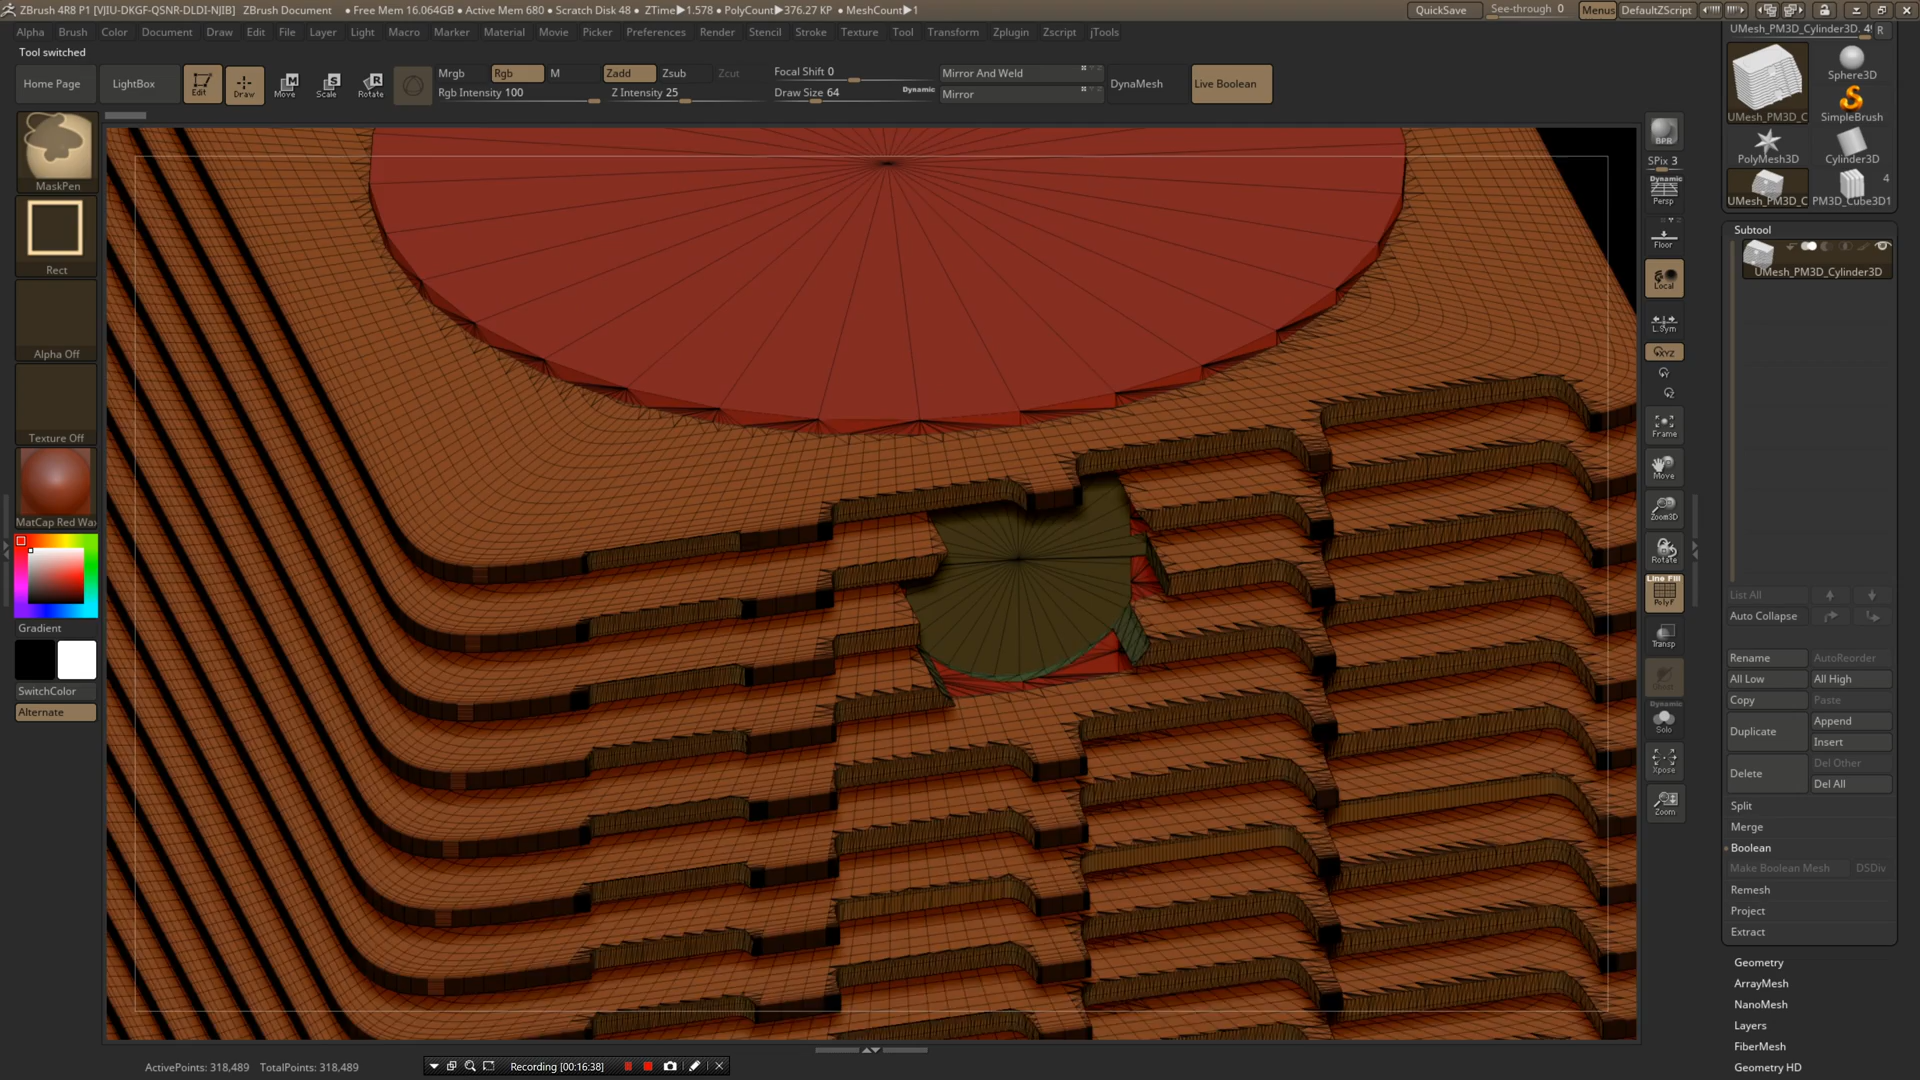 ZBrush 4R8 P1 [VJIU-DKGF-QSNR-DLDI-NJIB] ZBrush Document ● Free Mem 16.064GB ● Active Mem 680 ● Scratch Disk 48 ● ZTime▶1.578 ● PolyCount▶376.27 KP ● MeshCount▶1 QuickSave See-through 0 Menus DefaultZScript
Alpha Brush Color Document Draw Edit File Layer Light Macro Marker Material Movie Picker Preferences Render Stencil Stroke Texture Tool Transform Zplugin Zscript jTools
Tool switched
Home Page
LightBox
Edit
Draw
Move
Scale
Rotate
Mrgb Rgb M
Rgb Intensity 100
Zadd Zsub Zcut
Z Intensity 25
Focal Shift 0
Draw Size 64
Dynamic
Mirror And Weld
Mirror
DynaMesh
Live Boolean
MaskPen
Rect
Alpha Off
Texture Off
MatCap Red Wax
Gradient
SwitchColor
Alternate
BPR
SPix 3
Dynamic
Persp
Floor
Local
L.Sym
XYZ
Frame
Move
Zoom3D
Rotate
Line Fill
PolyF
Transp
Ghost
Dynamic
Solo
Xpose
Zoom
UMesh_PM3D_Cylinder3D. 49 R
UMesh_PM3D_C
Sphere3D
SimpleBrush
PolyMesh3D
Cylinder3D
UMesh_PM3D_C
4
PM3D_Cube3D1
Subtool
UMesh_PM3D_Cylinder3D
List All
Auto Collapse
Rename AutoReorder
All Low All High
Copy Paste
Duplicate
Append
Insert
Delete
Del Other
Del All
Split
Merge
Boolean
Make Boolean Mesh DSDiv
Remesh
Project
Extract
Geometry
ArrayMesh
NanoMesh
Layers
FiberMesh
Geometry HD
ActivePoints: 318,489 TotalPoints: 318,489
Recording [00:16:38]